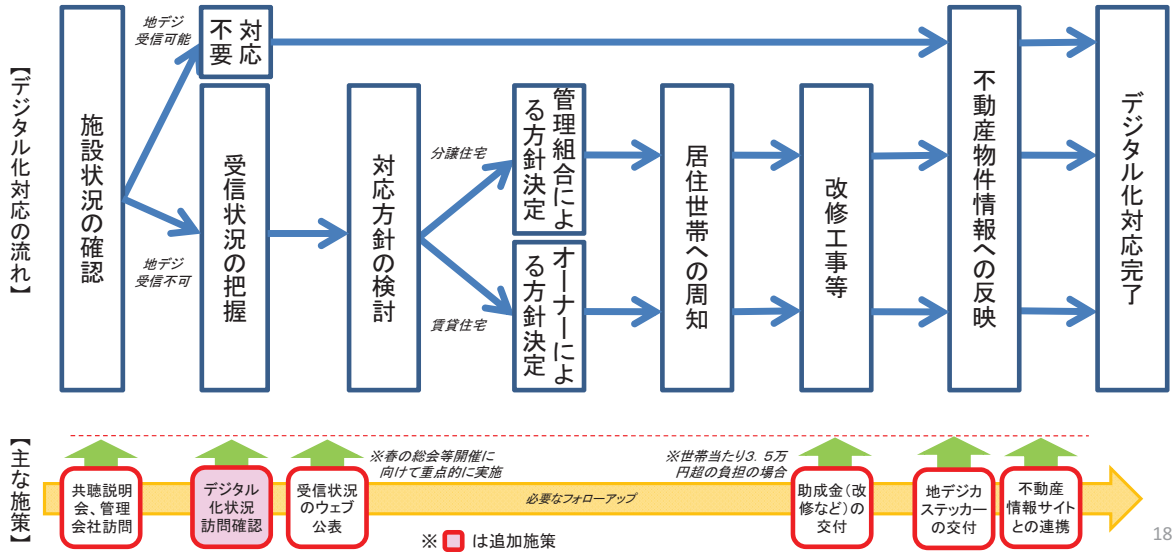 【デジタル化対応の流れ】
施設状況の確認
地デジ
受信可能
対応
不要
地デジ
受信不可
受信状況の把握
対応方針の検討
分譲住宅
管理組合によ
る方針決定
賃貸住宅
オーナーによ
る方針決定
居住世帯への周知
改修工事等
不動産物件情報への反映
デジタル化対応完了
【主な施策】
共聴説明
会、管理
会社訪問
デジタル
化状況
訪問確認
受信状況
のウェブ
公表
※春の総会等開催に
向けて重点的に実施
必要なフォローアップ
※世帯当たり3.5万
円超の負担の場合
助成金(改
修など)の
交付
地デジカ
ステッカー
の交付
不動産
情報サイト
との連携
※ は追加施策
18